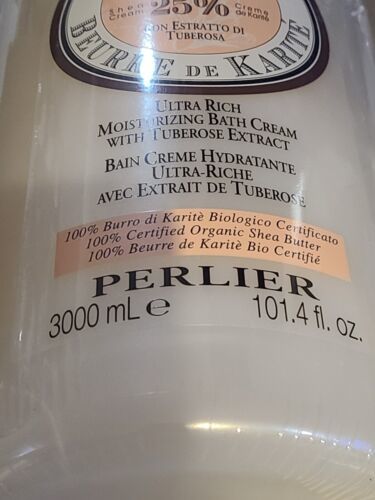 Shea 25% Creme
Cream de Karité
CON ESTRATTO DI
TUBEROSA
BEURRE DE KARITÉ
ULTRA RICH
MOISTURIZING BATH CREAM
WITH TUBEROSE EXTRACT
BAIN CREME HYDRATANTE
ULTRA-RICHE
AVEC EXTRAIT DE TUBEROSE
100% Burro di Karitè Biologico Certificato
100% Certified Organic Shea Butter
100% Beurre de Karitè Bio Certifié
PERLIER
3000 mL e 101.4 fl. oz.